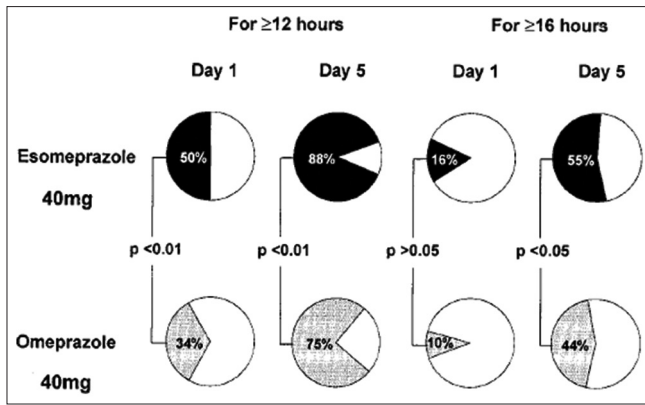 For ≥12 hours For ≥16 hours
Day 1 Day 5 Day 1 Day 5
Esomeprazole 50% 88% 16% 55%
40mg
p <0.01 p <0.01 p >0.05 p <0.05
Omeprazole 34% 75% 10% 44%
40mg